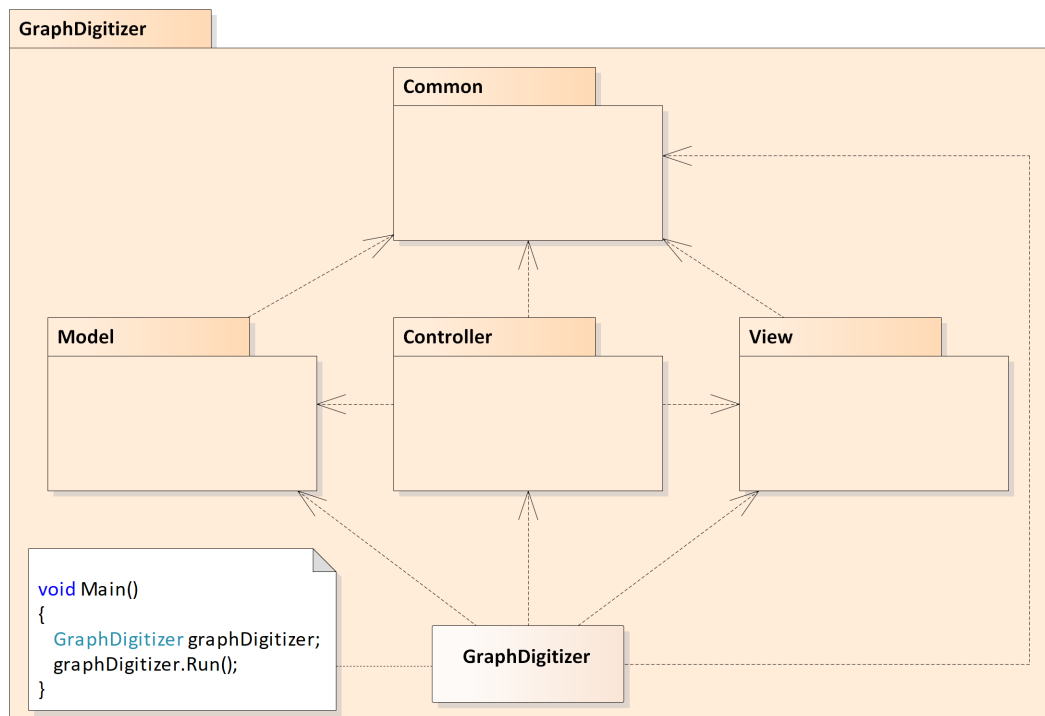 GraphDigitizer
Common
Model
Controller
View
void Main()
{
GraphDigitizer graphDigitizer;
graphDigitizer.Run();
}
GraphDigitizer